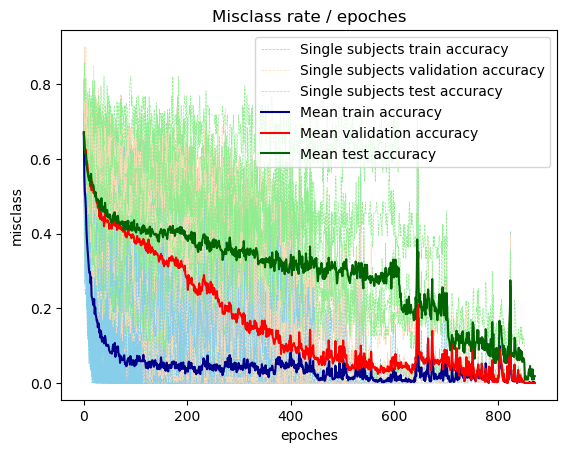 Misclass rate / epoches
Single subjects train accuracy
Single subjects validation accuracy
Single subjects test accuracy
Mean train accuracy
Mean validation accuracy
Mean test accuracy
misclass
0.8
0.6
0.4
0.2
0.0
0 200 400 600 800
epoches